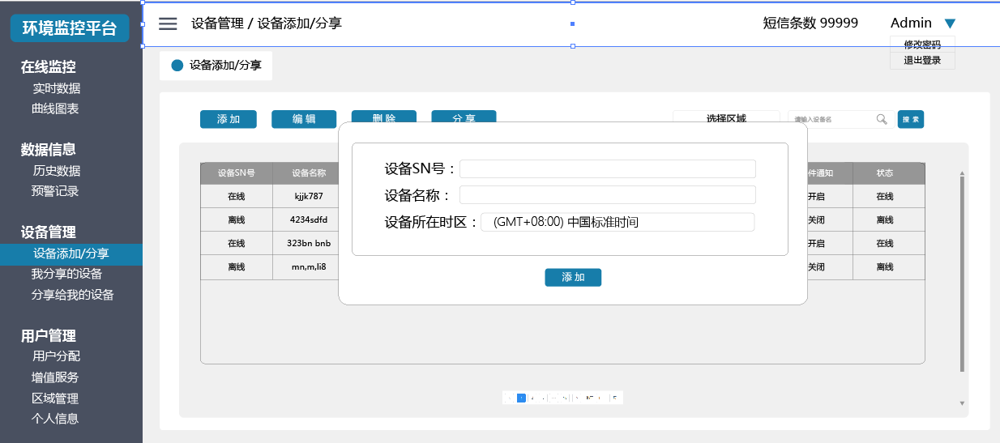 环境监控平台
设备管理 / 设备添加/分享
短信条数 99999
Admin
修改密码
退出登录
在线监控
实时数据
曲线图表
数据信息
历史数据
预警记录
设备管理
设备添加/分享
我分享的设备
分享给我的设备
用户管理
用户分配
增值服务
区域管理
个人信息
设备添加/分享
添 加
编 辑
删 除
分 享
选择区域
请输入设备名
搜 索
设备SN号
设备名称
件通知
状态
在线
kjjk787
开启
在线
离线
4234sdfd
关闭
离线
在线
323bn bnb
开启
在线
离线
mn,m,li8
关闭
离线
设备SN号：
设备名称：
设备所在时区：
(GMT+08:00) 中国标准时间
添 加